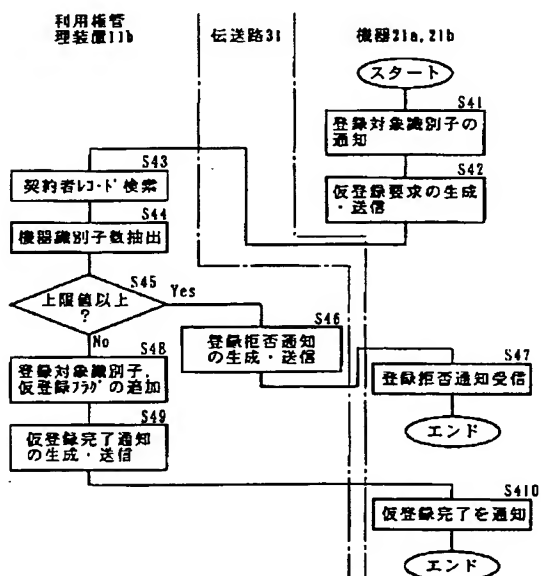 利用権管
理装置11b
伝送路31
機器21a,21b
スタート
S41
登録対象識別子の
通知
S42
仮登録要求の生成
・送信
S43
契約者ﾚｺｰﾄﾞ検索
S44
機器識別子数抽出
S45
上限値以上
?
Yes
No
S46
登録拒否通知
の生成・送信
S47
登録拒否通知受信
エンド
S48
登録対象識別子,
仮登録ﾌﾗｸﾞの追加
S49
仮登録完了通知
の生成・送信
S410
仮登録完了を通知
エンド